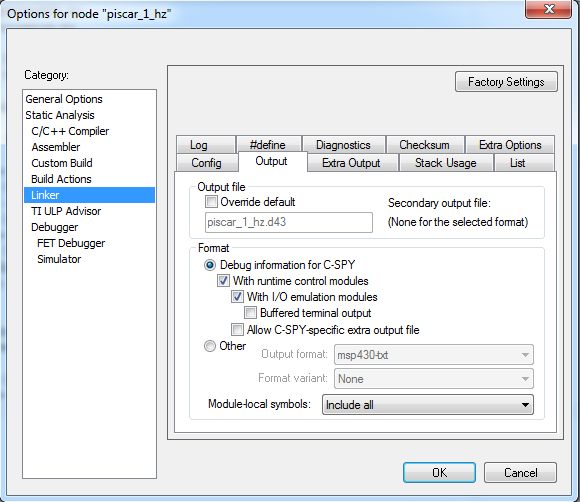 Options for node "piscar_1_hz"
Category:
Factory Settings
General Options
Static Analysis
C/C++ Compiler
Assembler
Custom Build
Build Actions
Linker
TI ULP Advisor
Debugger
FET Debugger
Simulator
Log #define Diagnostics Checksum Extra Options
Config Output Extra Output Stack Usage List
Output file
Override default
Secondary output file:
piscar_1_hz.d43
(None for the selected format)
Format
Debug information for C-SPY
With runtime control modules
With I/O emulation modules
Buffered terminal output
Allow C-SPY-specific extra output file
Other
Output format: msp430-txt
Format variant: None
Module-local symbols: Include all
OK Cancel